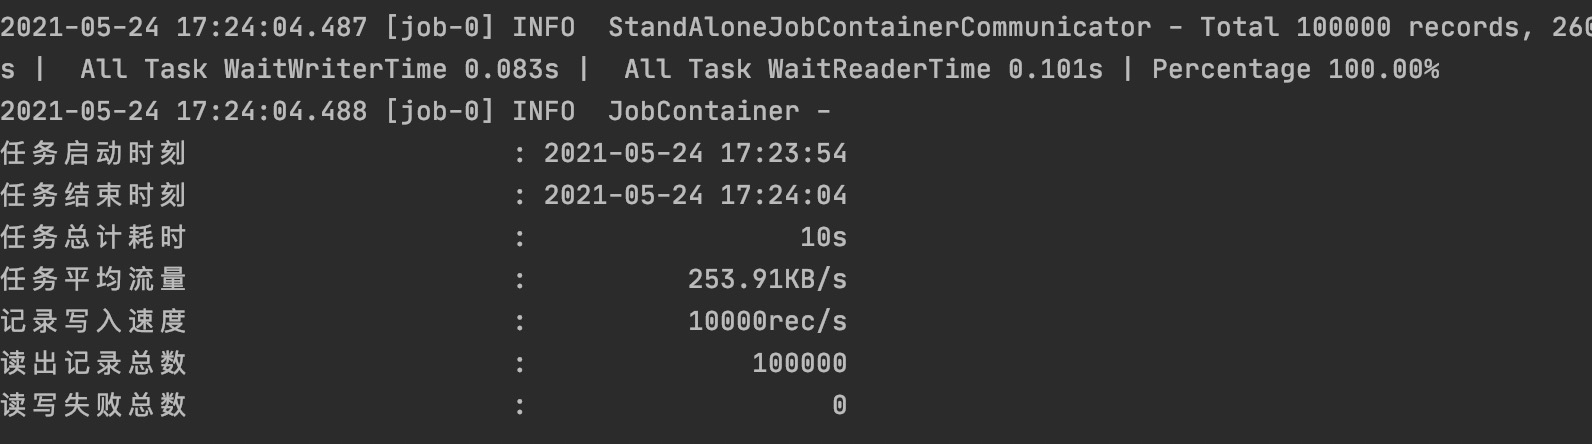 2021-05-24 17:24:04.487 [job-0] INFO  StandAloneJobContainerCommunicator - Total 100000 records, 260
s |  All Task WaitWriterTime 0.083s |  All Task WaitReaderTime 0.101s | Percentage 100.00%
2021-05-24 17:24:04.488 [job-0] INFO  JobContainer -
任务启动时刻                    : 2021-05-24 17:23:54
任务结束时刻                    : 2021-05-24 17:24:04
任务总计耗时                    :                 10s
任务平均流量                    :          253.91KB/s
记录写入速度                    :          10000rec/s
读出记录总数                    :              100000
读写失败总数                    :                   0